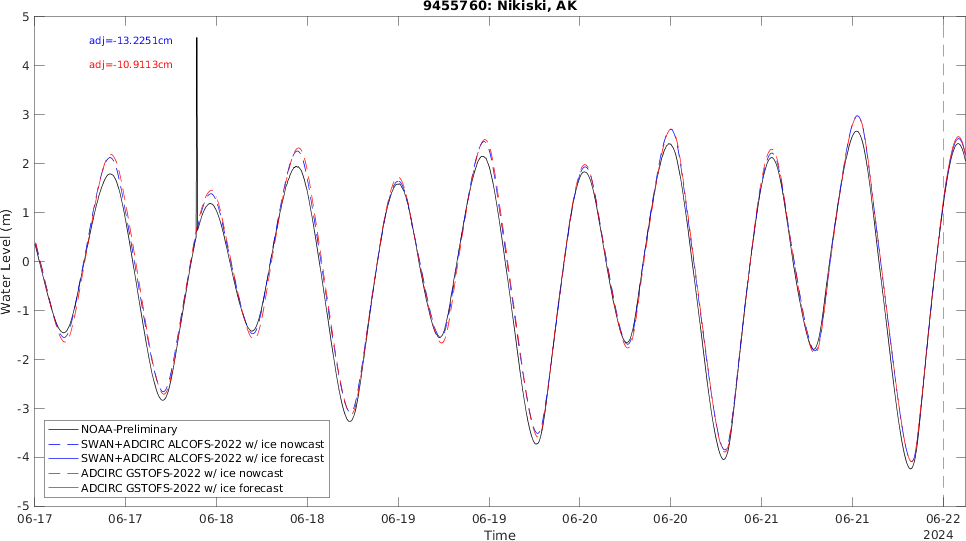 9455760: Nikiski, AK
adj=-13.2251cm
adj=-10.9113cm
Water Level (m)
5
4
3
2
1
0
-1
-2
-3
-4
-5
NOAA-Preliminary
SWAN+ADCIRC ALCOFS-2022 w/ ice nowcast
SWAN+ADCIRC ALCOFS-2022 w/ ice forecast
ADCIRC GSTOFS-2022 w/ ice nowcast
ADCIRC GSTOFS-2022 w/ ice forecast
06-17 06-17 06-18 06-18 06-19 06-19 06-20 06-20 06-21 06-21 06-22
2024
Time